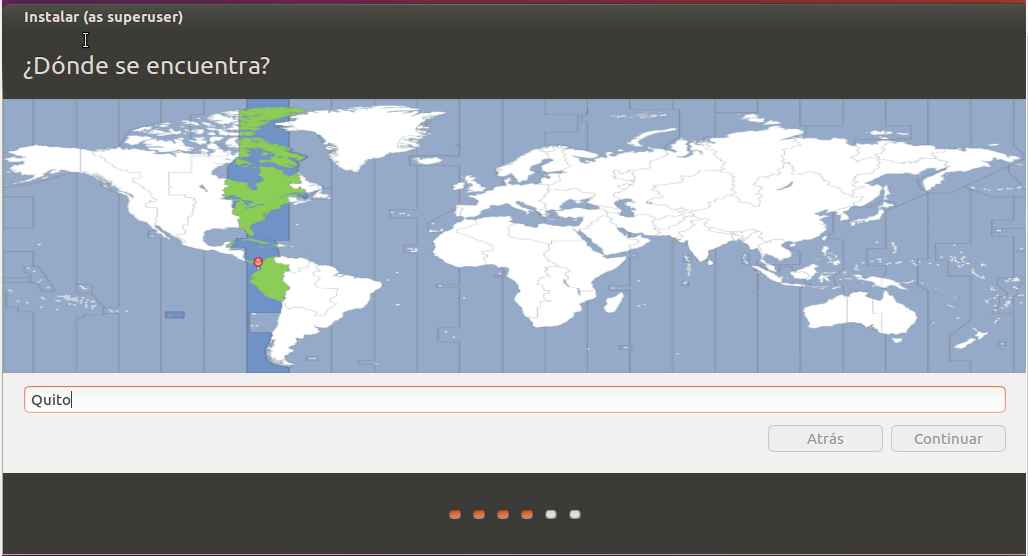 Instalar (as superuser)
¿Dónde se encuentra?
Quito
Atrás
Continuar